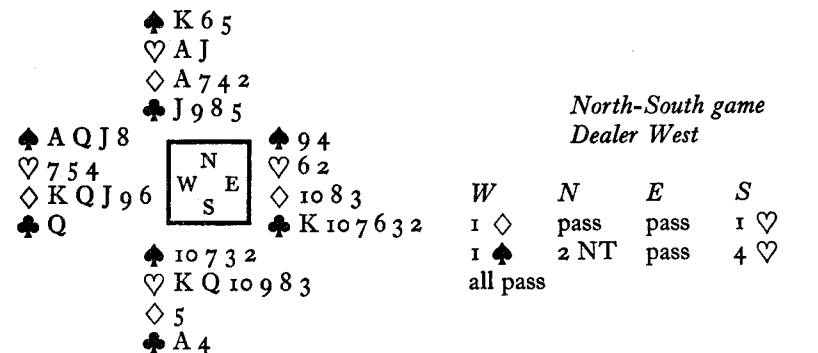 ♠ K 6 5
♡ A J
♢ A 7 4 2
♣ J 9 8 5
North-South game
Dealer West
♠ A Q J 8
♡ 7 5 4
♢ K Q J 9 6
♣ Q
N
W E
S
♠ 9 4
♡ 6 2
♢ 10 8 3
♣ K 10 7 6 3 2
♠ 10 7 3 2
♡ K Q 10 9 8 3
♢ 5
♣ A 4
W N E S
1 ♢ pass pass 1 ♡
1 ♠ 2 NT pass 4 ♡
all pass